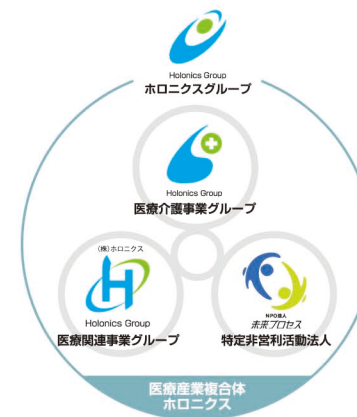 Holonics Group
ホロニクスグループ
Holonics Group
医療介護事業グループ
(株)ホロニクス
Holonics Group
医療関連事業グループ
NPO法人
未来プロセス
特定非営利活動法人
医療産業複合体
ホロニクス